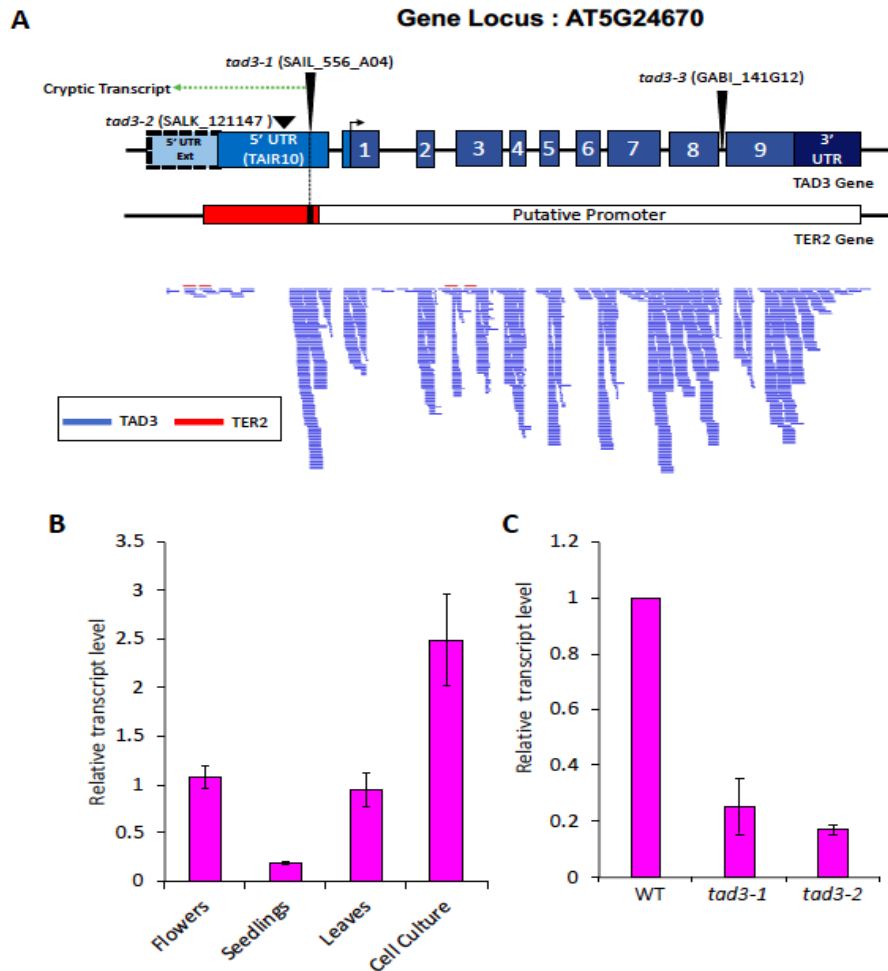 A
Gene Locus : AT5G24670
tad3-1 (SAIL_556_A04)
tad3-3 (GABI_141G12)
Cryptic Transcript
tad3-2 (SALK_121147 )
5' UTR
Ext
5' UTR
(TAIR10)
1
2
3
4
5
6
7
8
9
3'
UTR
TAD3 Gene
Putative Promoter
TER2 Gene
TAD3
TER2
B
Relative transcript level
3.5
3
2.5
2
1.5
1
0.5
0
Flowers
Seedlings
Leaves
Cell Culture
C
Relative transcript level
1.2
1
0.8
0.6
0.4
0.2
0
WT
tad3-1
tad3-2